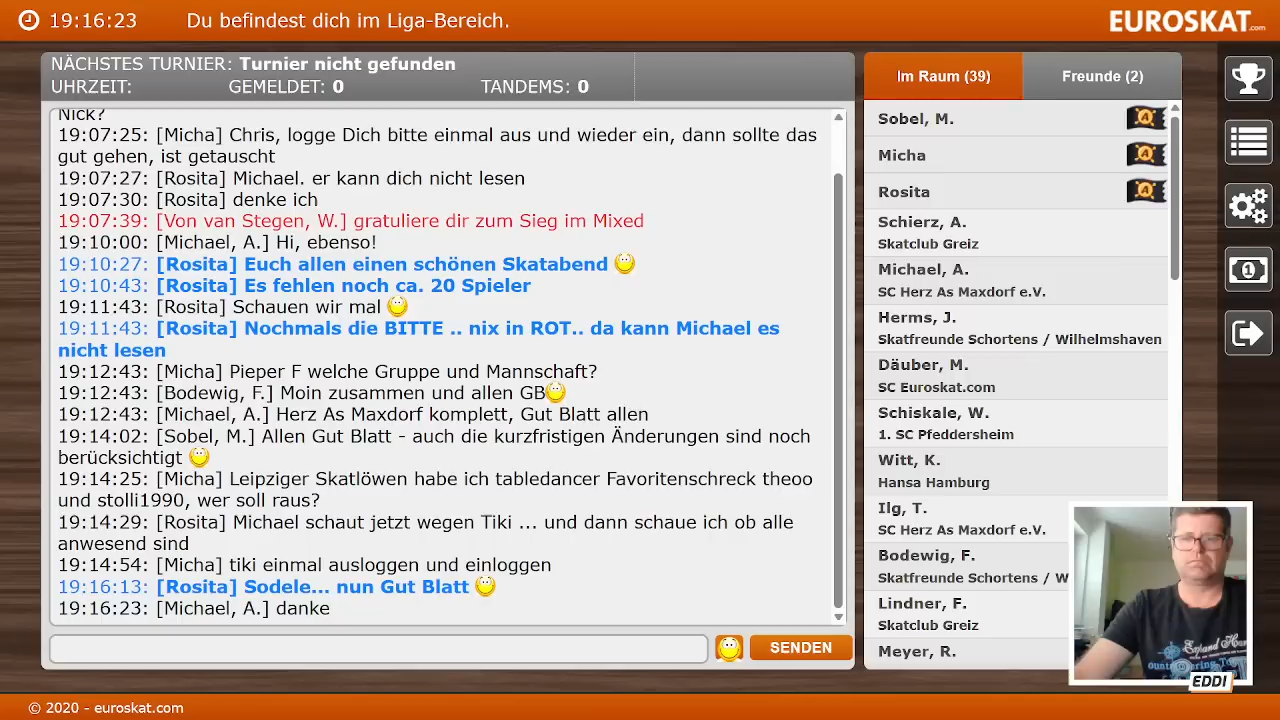 19:16:23 Du befindest dich im Liga-Bereich.
EUROSKAT.com
NÄCHSTES TURNIER: Turnier nicht gefunden
UHRZEIT: GEMELDET: 0 TANDEMS: 0
Nick?
19:07:25: [Micha] Chris, logge Dich bitte einmal aus und wieder ein, dann sollte das
gut gehen, ist getauscht
19:07:27: [Rosita] Michael. er kann dich nicht lesen
19:07:30: [Rosita] denke ich
19:07:39: [Von van Stegen, W.] gratuliere dir zum Sieg im Mixed
19:10:00: [Michael, A.] Hi, ebenso!
19:10:27: [Rosita] Euch allen einen schönen Skatabend
19:10:43: [Rosita] Es fehlen noch ca. 20 Spieler
19:11:43: [Rosita] Schauen wir mal
19:11:43: [Rosita] Nochmals die BITTE .. nix in ROT.. da kann Michael es
nicht lesen
19:12:43: [Micha] Pieper F welche Gruppe und Mannschaft?
19:12:43: [Bodewig, F.] Moin zusammen und allen GB
19:12:43: [Michael, A.] Herz As Maxdorf komplett, Gut Blatt allen
19:14:02: [Sobel, M.] Allen Gut Blatt - auch die kurzfristigen Änderungen sind noch
berücksichtigt
19:14:25: [Micha] Leipziger Skatlöwen habe ich tabledancer Favoritenschreck theoo
und stolli1990, wer soll raus?
19:14:29: [Rosita] Michael schaut jetzt wegen Tiki ... und dann schaue ich ob alle
anwesend sind
19:14:54: [Micha] tiki einmal ausloggen und einloggen
19:16:13: [Rosita] Sodele... nun Gut Blatt
19:16:23: [Michael, A.] danke
SENDEN
Im Raum (39) Freunde (2)
Sobel, M.
Micha
Rosita
Schierz, A.
Skatclub Greiz
Michael, A.
SC Herz As Maxdorf e.V.
Herms, J.
Skatfreunde Schortens / Wilhelmshaven
Däuber, M.
SC Euroskat.com
Schiskale, W.
1. SC Pfeddersheim
Witt, K.
Hansa Hamburg
Ilg, T.
SC Herz As Maxdorf e.V.
Bodewig, F.
Skatfreunde Schortens / W
Lindner, F.
Skatclub Greiz
Meyer, R.
EDDI
© 2020 - euroskat.com